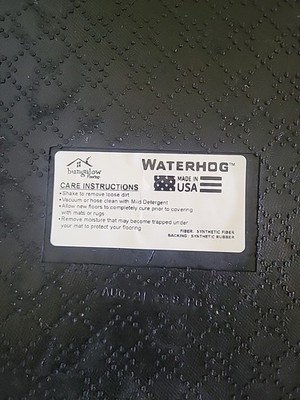 bungalow
Flooring
WATERHOG™
MADE IN
USA
CARE INSTRUCTIONS
• Shake to remove loose dirt
• Vacuum or hose clean with Mild Detergent
• Allow new floors to completely cure prior to covering
with mats or rugs
• Remove moisture that may become trapped under
your mat to protect your flooring
FIBER: SYNTHETIC FIBER
BACKING: SYNTHETIC RUBBER
AUG 21